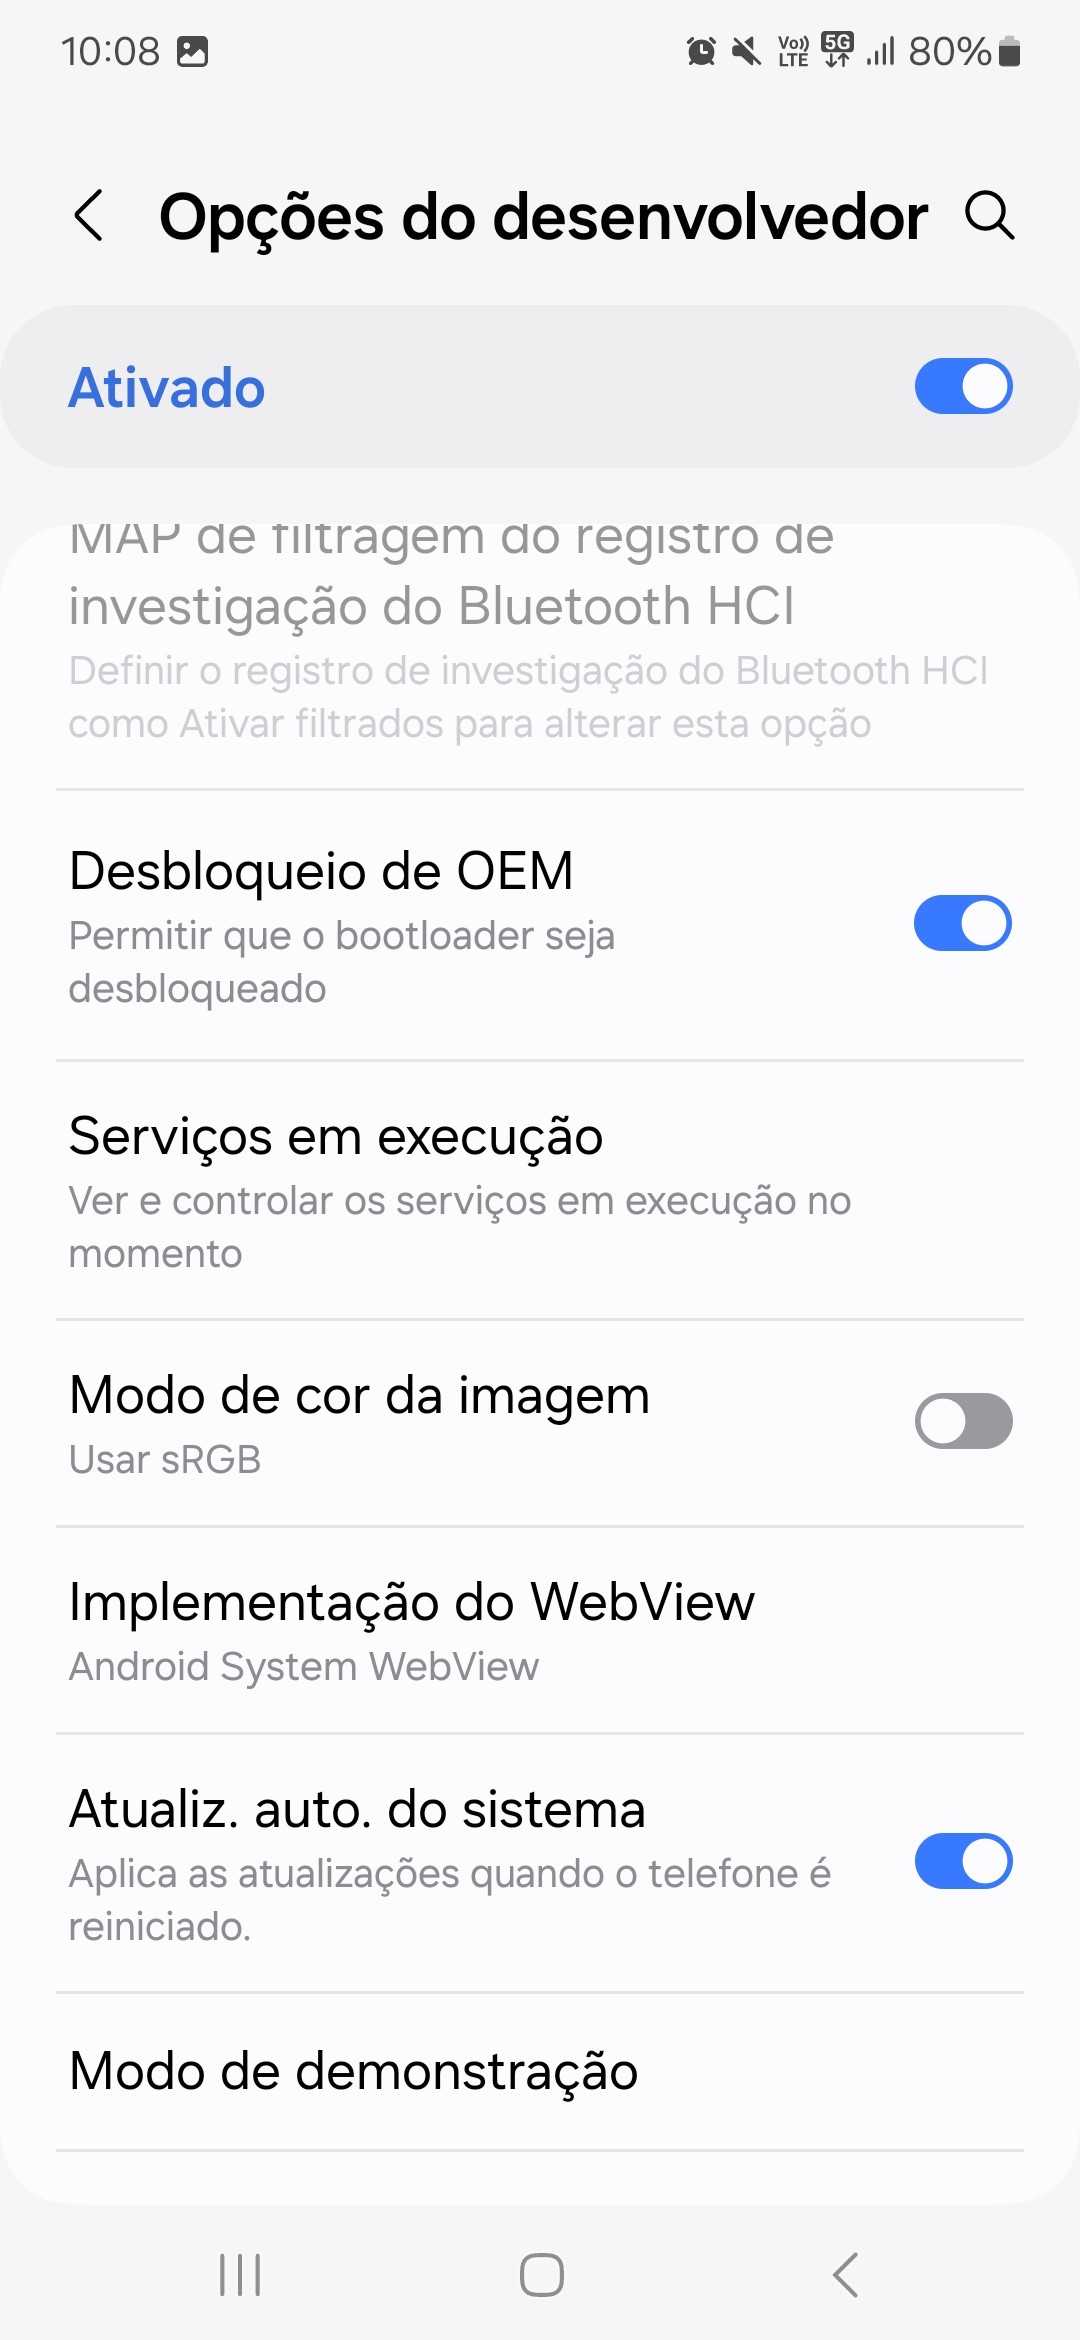 10:08 Vo)) LTE 5G 80%
Opções do desenvolvedor
Ativado
MAP de filtragem do registro de
investigação do Bluetooth HCI
Definir o registro de investigação do Bluetooth HCI
como Ativar filtrados para alterar esta opção
Desbloqueio de OEM
Permitir que o bootloader seja
desbloqueado
Serviços em execução
Ver e controlar os serviços em execução no
momento
Modo de cor da imagem
Usar sRGB
Implementação do WebView
Android System WebView
Atualiz. auto. do sistema
Aplica as atualizações quando o telefone é
reiniciado.
Modo de demonstração